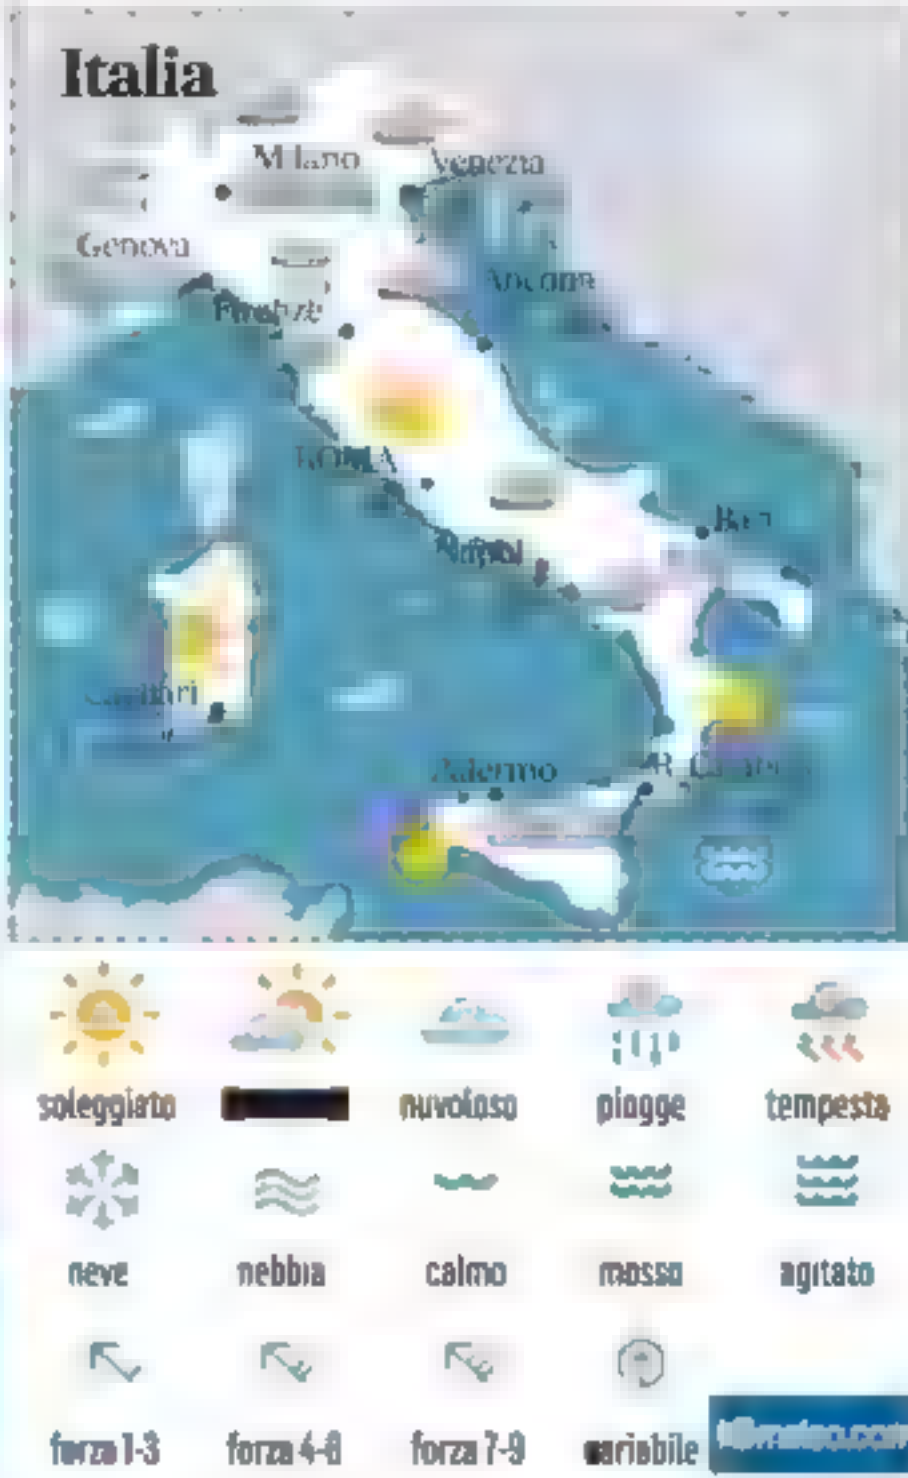 Italia
Milano Venezia
Genova
Ancona
Firenze
ROMA
Bari
Napoli
Cagliari
Palermo
soleggiato nuvoloso piogge tempesta
neve nebbia calmo mosso agitato
forza 1-3 forza 4-6 forza 7-9 variabile